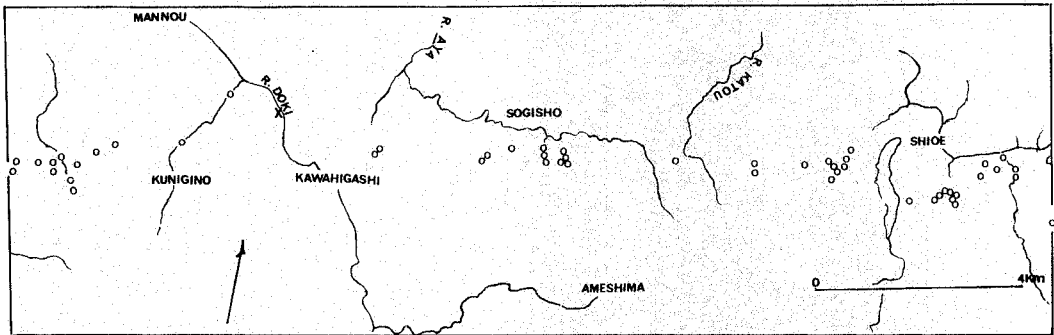 MANNOU
R. AYA
R. DOKI
R. KATOU
SOGISHO
SHIOE
KUNIGINO
KAWAHIGASHI
AMESHIMA
0 4Km